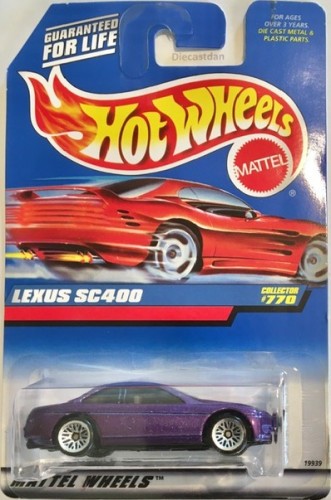 GUARANTEED
FOR LIFE
FOR AGES
OVER 3 YEARS.
DIE CAST METAL &
PLASTIC PARTS.
Diecastdan
HOT WHEELS
MATTEL
®
LEXUS SC400
COLLECTOR
#770
19939
MATTEL WHEELS™